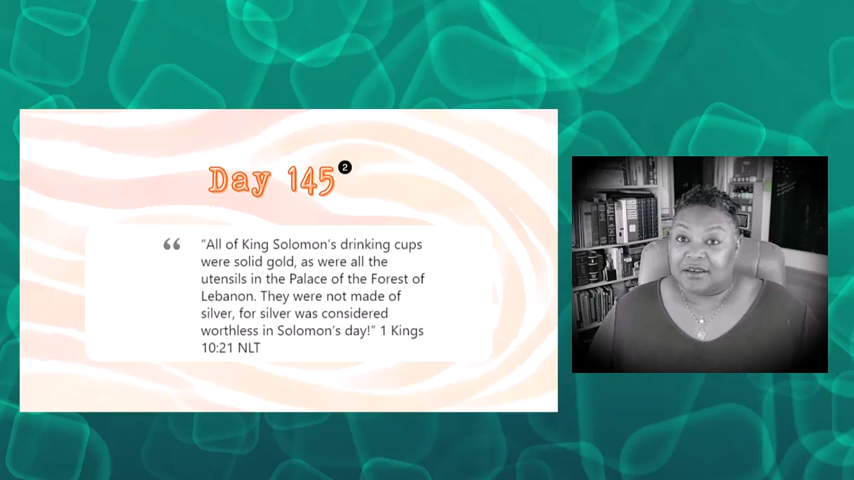 Day 145 2
“ “All of King Solomon’s drinking cups
were solid gold, as were all the
utensils in the Palace of the Forest of
Lebanon. They were not made of
silver, for silver was considered
worthless in Solomon’s day!” 1 Kings
10:21 NLT